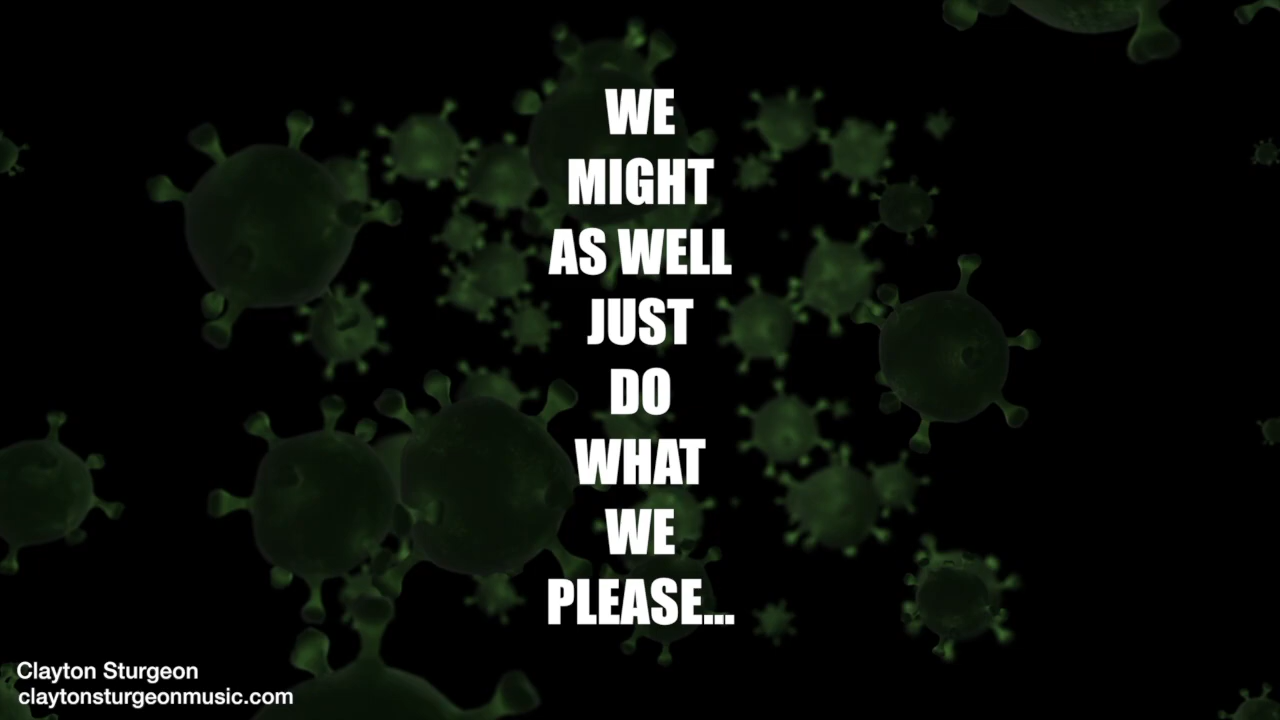 WE
MIGHT
AS WELL
JUST
DO
WHAT
WE
PLEASE...
Clayton Sturgeon
claytonsturgeonmusic.com